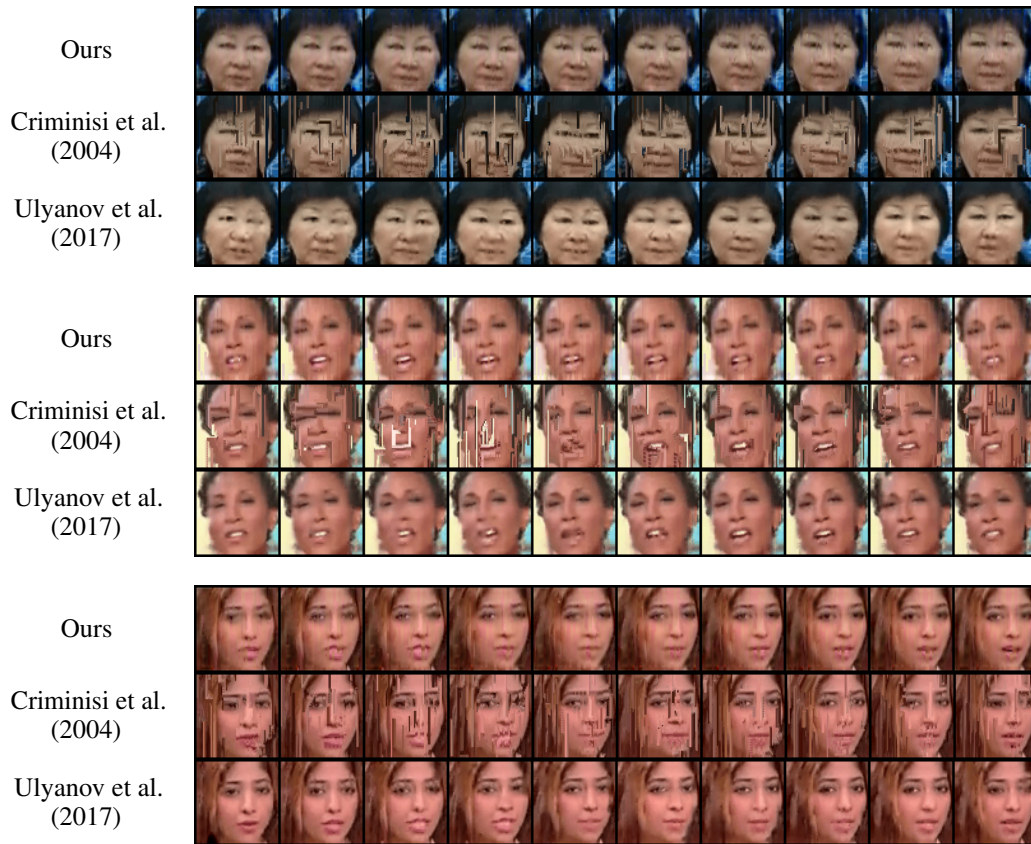 Ours
Criminisi et al.
(2004)
Ulyanov et al.
(2017)
Ours
Criminisi et al.
(2004)
Ulyanov et al.
(2017)
Ours
Criminisi et al.
(2004)
Ulyanov et al.
(2017)